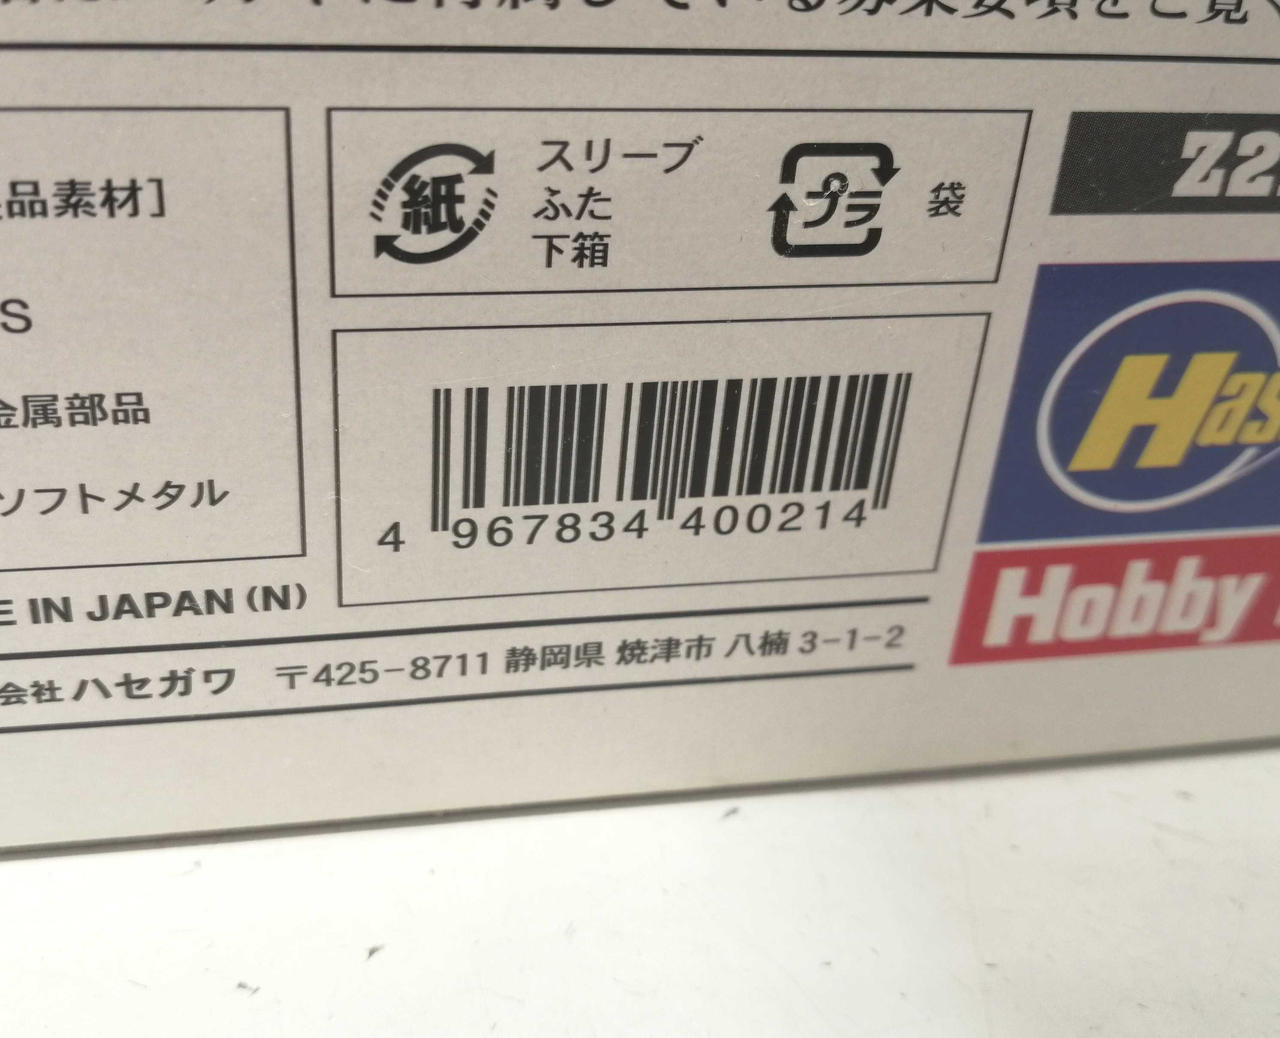 品素材］
S
金属部品
ソフトメタル
紙
スリーブ
ふた
下箱
プラ
袋
4 967834 400214
IN JAPAN (N)
会社 ハセガワ 〒425-8711 静岡県 焼津市 八楠 3-1-2
Z2
Has
Hobby